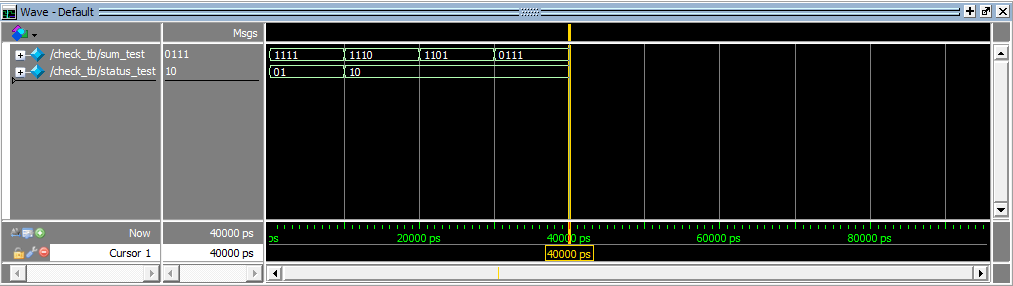 Wave - Default
Msgs
/check_tb/sum_test 0111 1111 1110 1101 0111
/check_tb/status_test 10 01 10
Now 40000 ps ps 20000 ps 40000 ps 60000 ps 80000 ps
Cursor 1 40000 ps 40000 ps